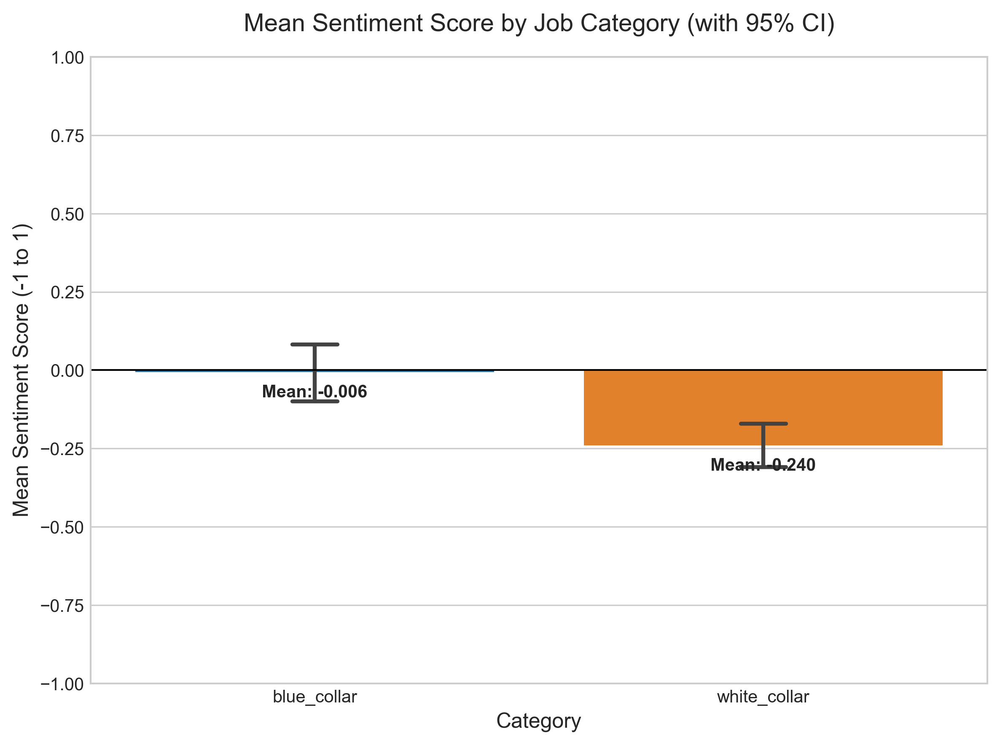 Mean Sentiment Score by Job Category (with 95% CI)
Mean Sentiment Score (-1 to 1)
1.00
0.75
0.50
0.25
0.00
−0.25
−0.50
−0.75
−1.00
Mean: -0.006
Mean: -0.240
blue_collar
white_collar
Category